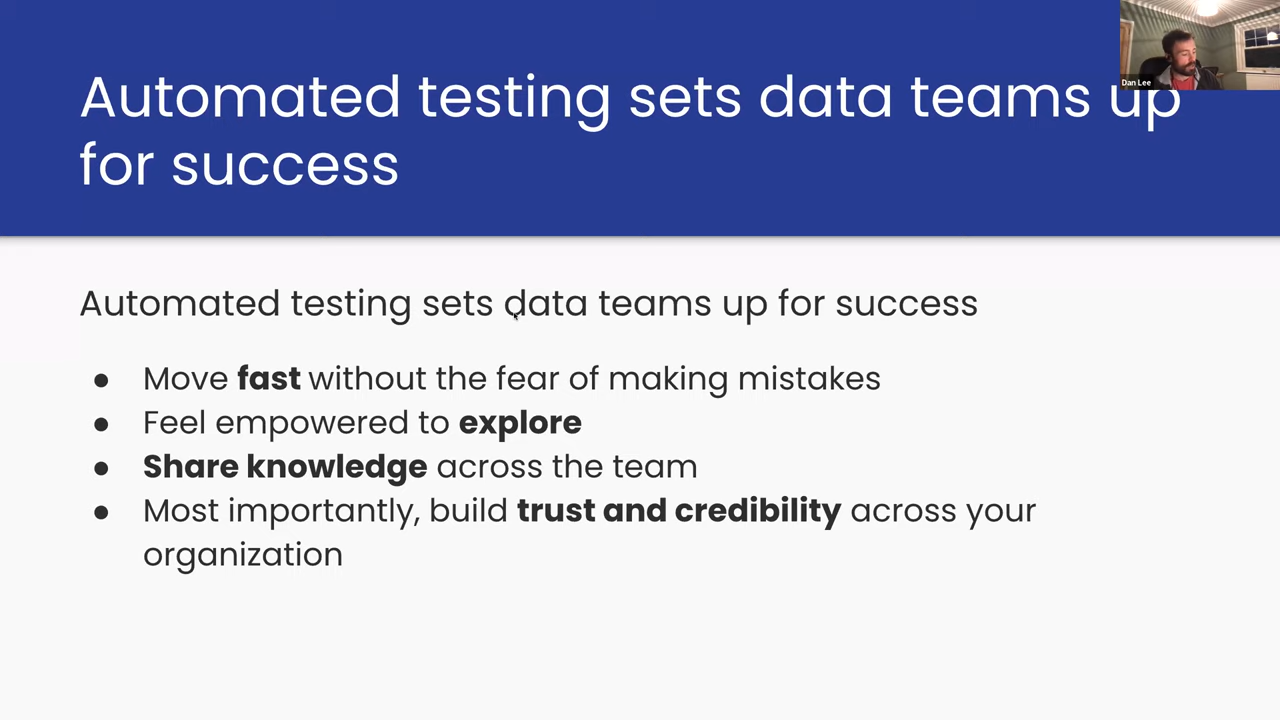 Automated testing sets data teams up
for success
Dan Lee
Automated testing sets data teams up for success
● Move fast without the fear of making mistakes
● Feel empowered to explore
● Share knowledge across the team
● Most importantly, build trust and credibility across your
organization